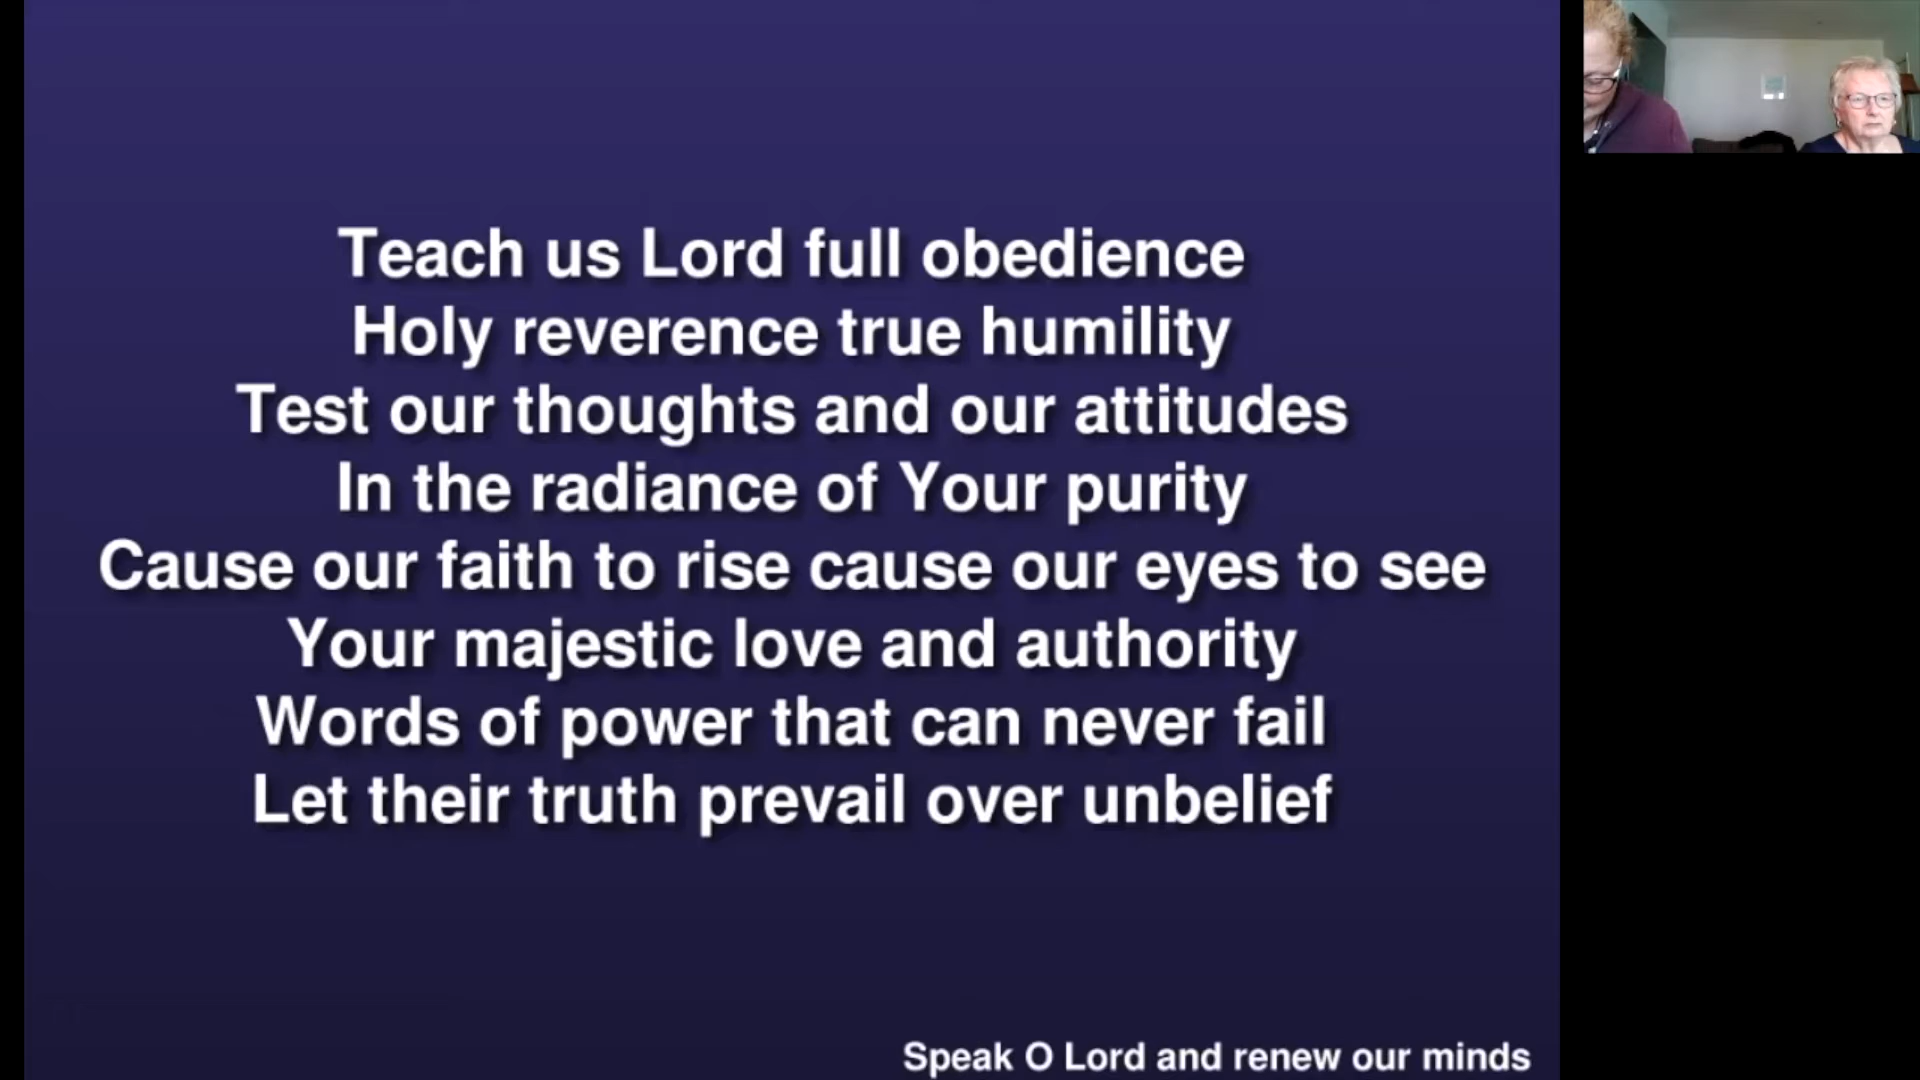 Teach us Lord full obedience
Holy reverence true humility
Test our thoughts and our attitudes
In the radiance of Your purity
Cause our faith to rise cause our eyes to see
Your majestic love and authority
Words of power that can never fail
Let their truth prevail over unbelief
Speak O Lord and renew our minds